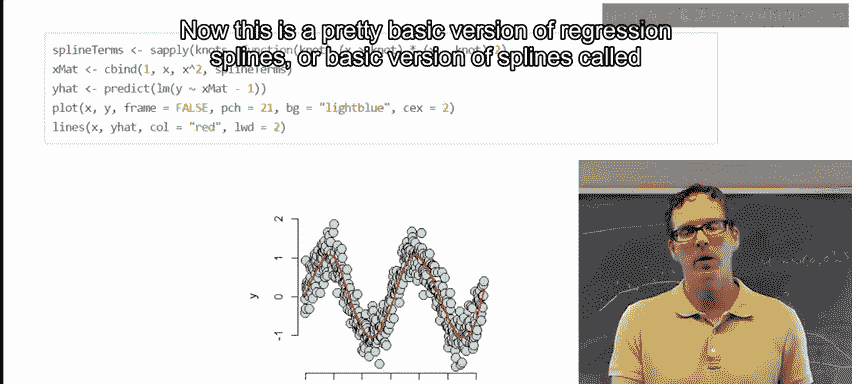 Now this is a pretty basic version of regression
splines, or basic version of splines called
splineTerms <- sapply(knots, function(knot) (x > knot) * (x - knot)^2)
xMat <- cbind(1, x, x^2, splineTerms)
yhat <- predict(lm(y ~ xMat - 1))
plot(x, y, frame = FALSE, pch = 21, bg = "lightblue", cex = 2)
lines(x, yhat, col = "red", lwd = 2)
2
1
0
-1
y